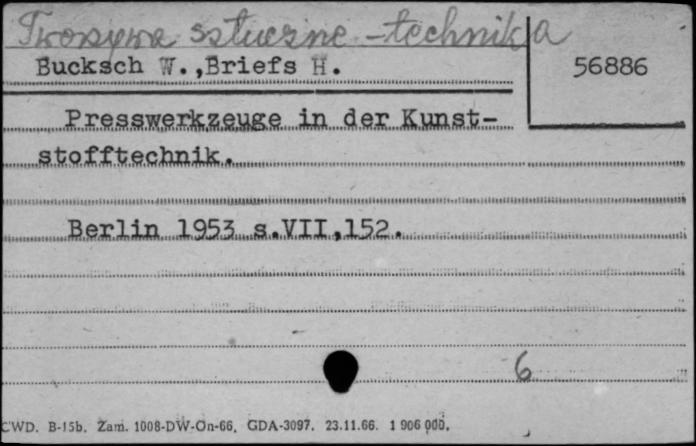 Tworzywa sztuczne - technika
Bucksch W.,Briefs H.
56886
Presswerkzeuge in der Kunst-
stofftechnik.
Berlin 1953 s.VII,152.
6
CWD. B-15b. Zam. 1008-DW-On-66. GDA-3097. 23.11.66. 1 906 000.